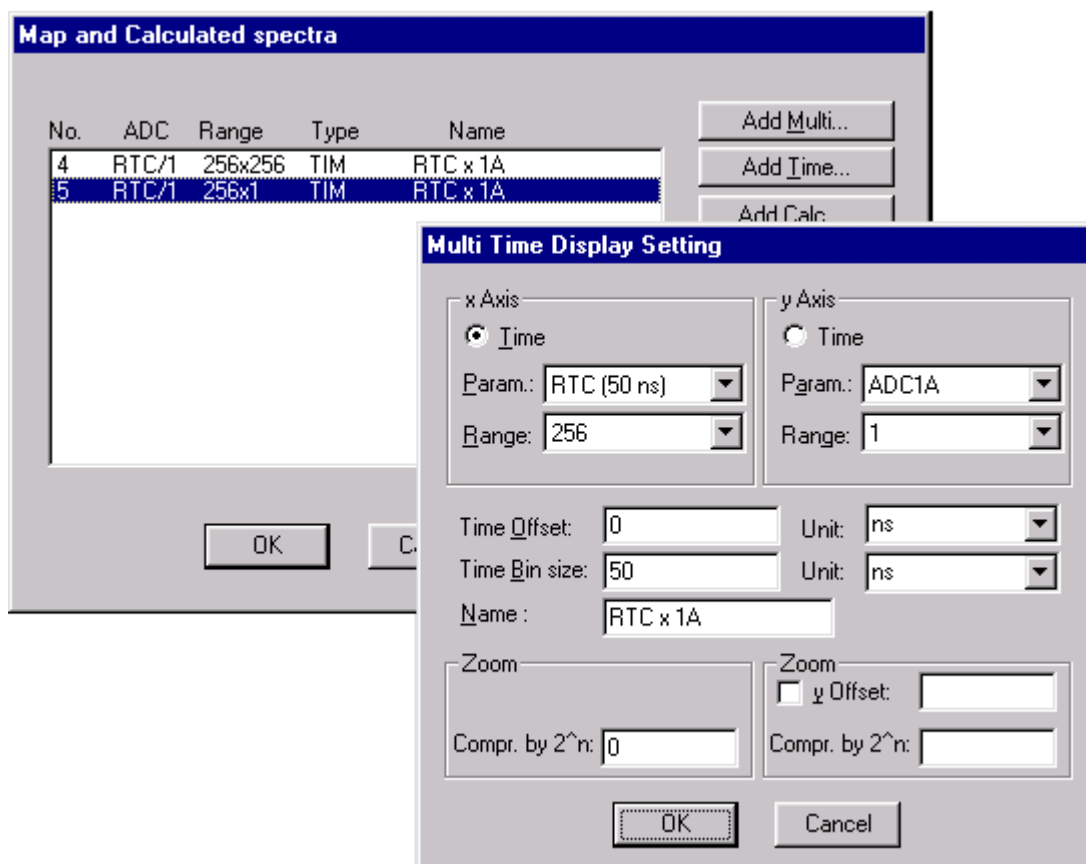 Map and Calculated spectra
No. ADC Range Type Name
4 RTC/1 256x256 TIM RTC x 1A
5 RTC/1 256x1 TIM RTC x 1A
Add Multi...
Add Time...
Add Calc
OK
Multi Time Display Setting
x Axis
Time
Param.: RTC (50 ns)
Range: 256
y Axis
Time
Param.: ADC1A
Range: 1
Time Offset: 0 Unit: ns
Time Bin size: 50 Unit: ns
Name : RTC x 1A
Zoom
Compr. by 2^n: 0
Zoom
y Offset:
Compr. by 2^n:
OK Cancel